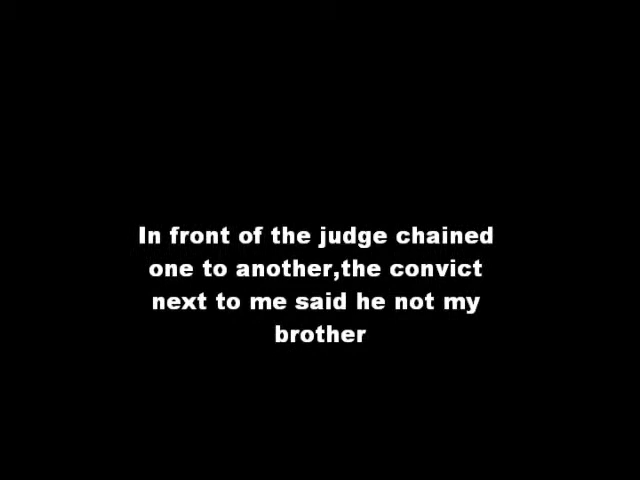 In front of the judge chained
one to another,the convict
next to me said he not my
brother